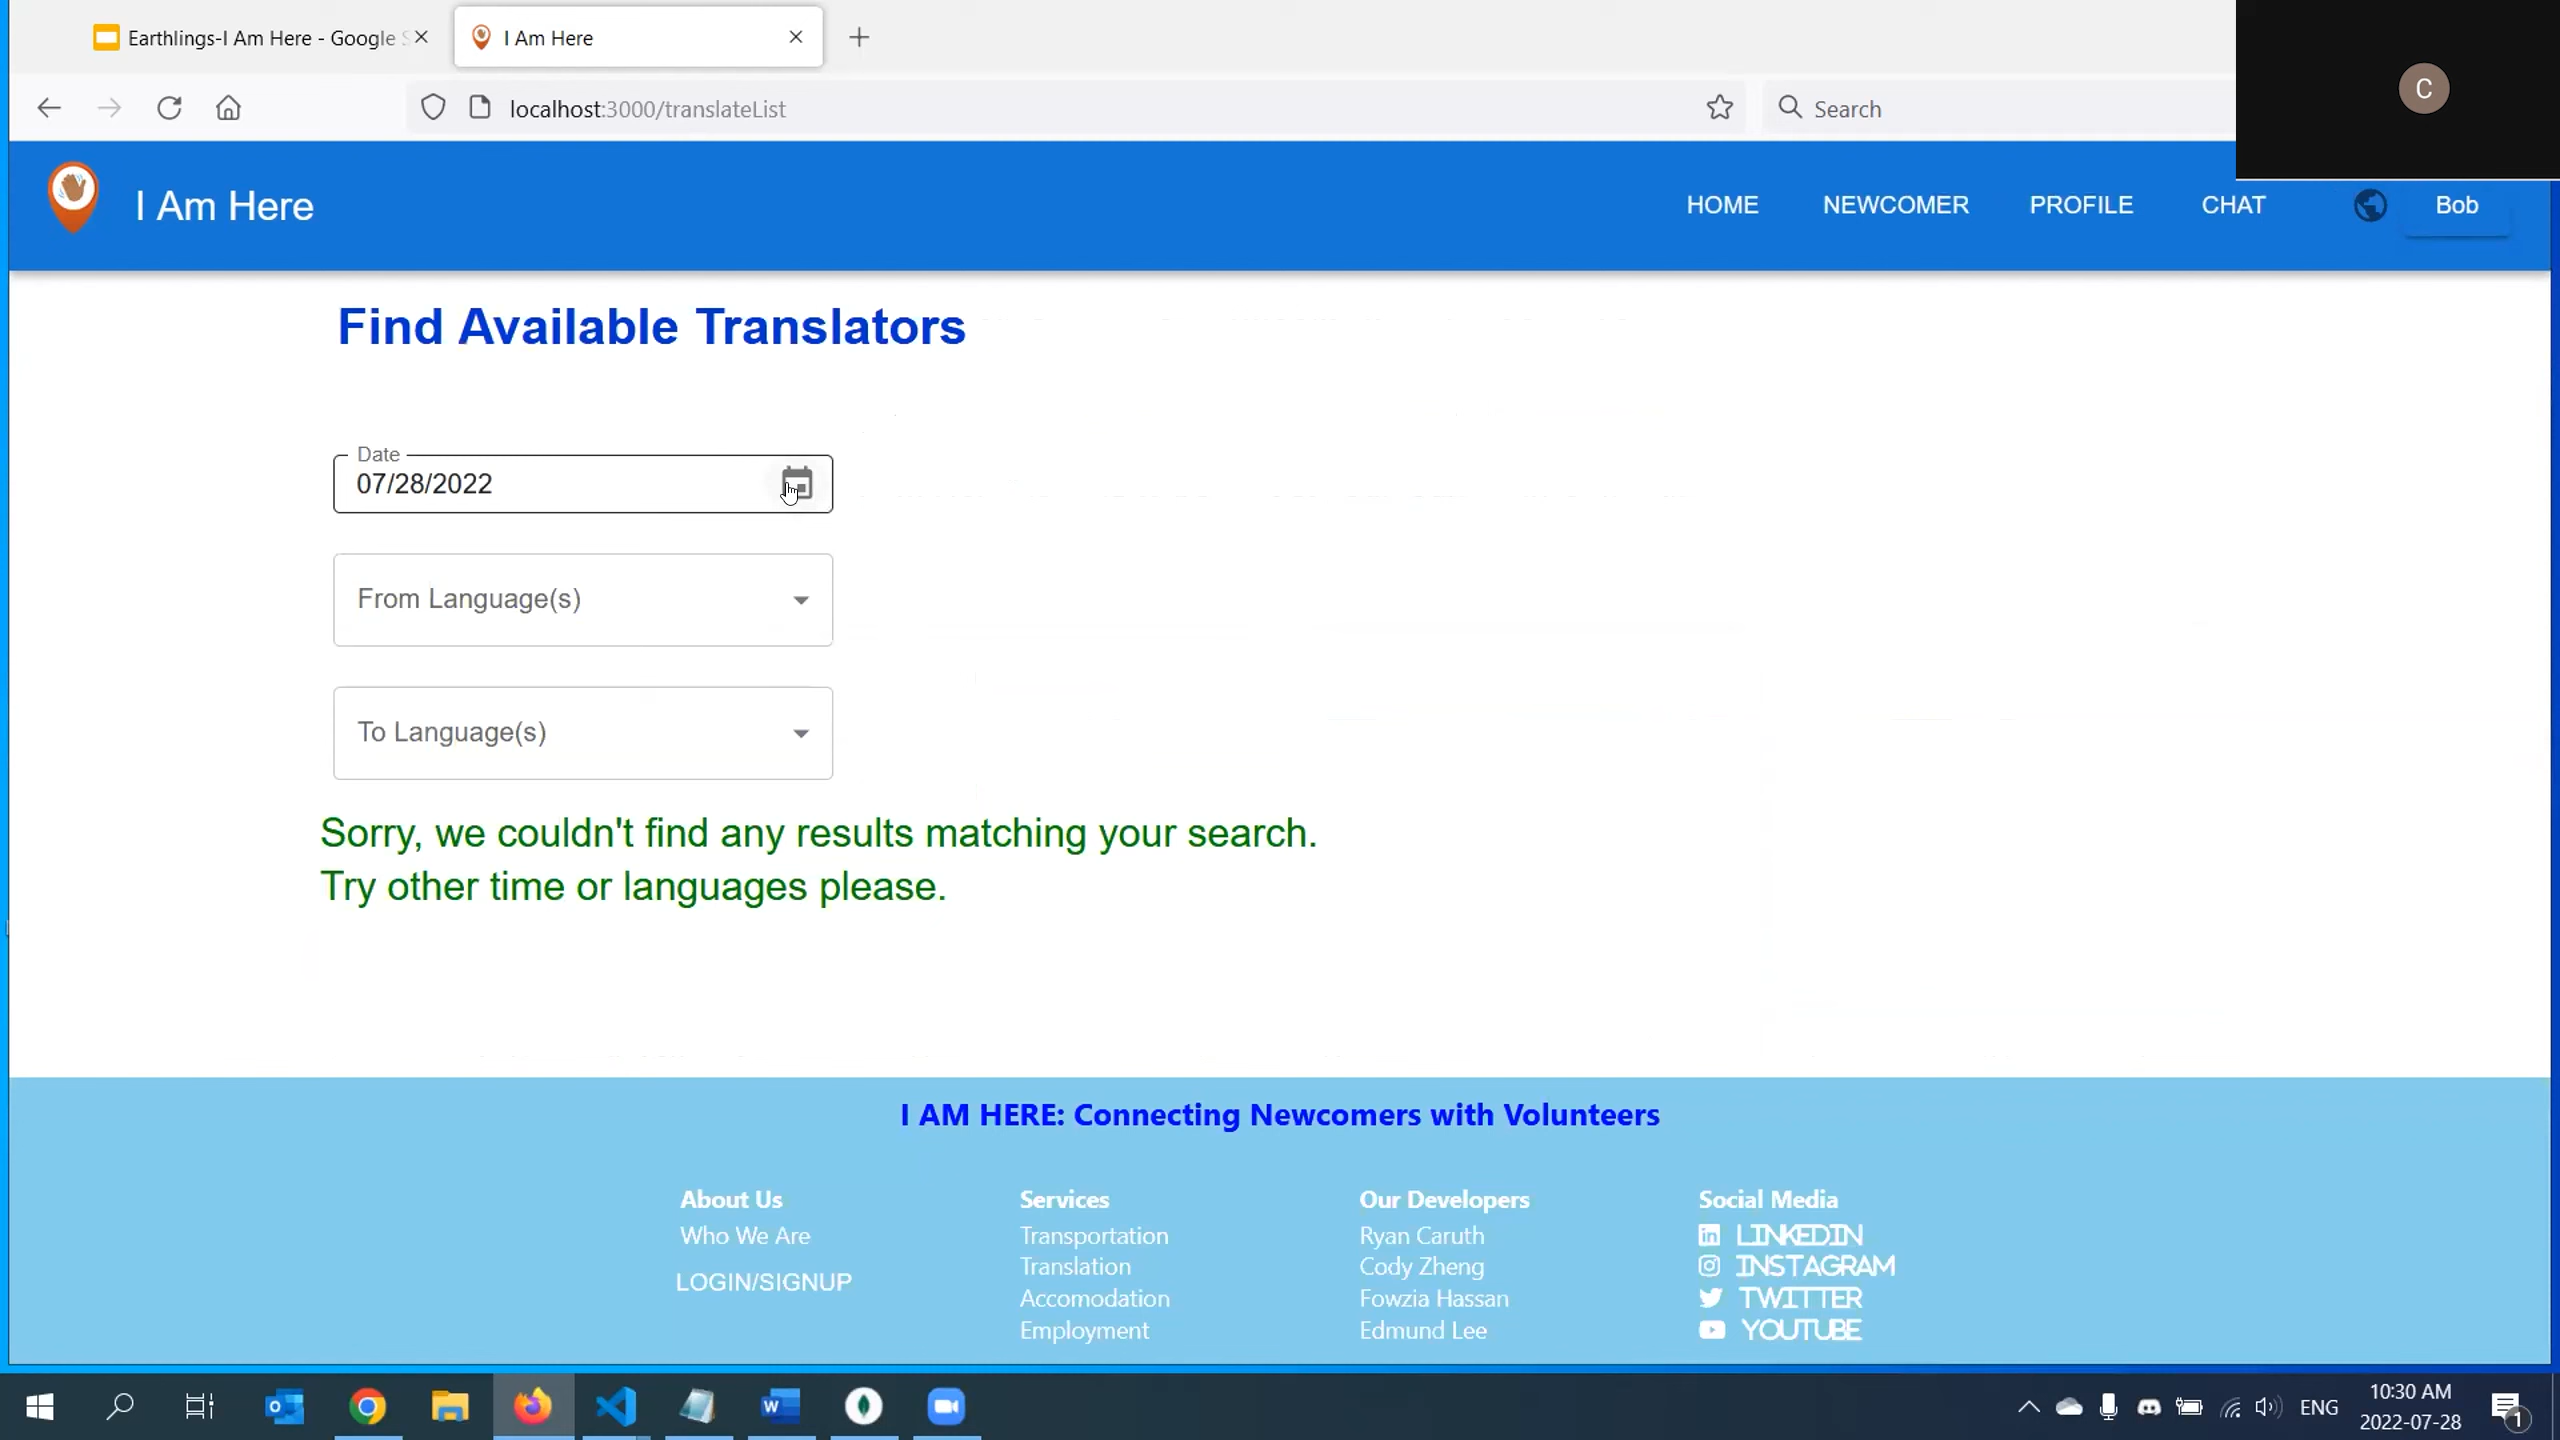 Earthlings-I Am Here - Google S
I Am Here
localhost:3000/translateList
Search
C
I Am Here
HOME
NEWCOMER
PROFILE
CHAT
Bob
Find Available Translators
Date
07/28/2022
From Language(s)
To Language(s)
Sorry, we couldn't find any results matching your search.
Try other time or languages please.
I AM HERE: Connecting Newcomers with Volunteers
About Us
Who We Are
LOGIN/SIGNUP
Services
Transportation
Translation
Accomodation
Employment
Our Developers
Ryan Caruth
Cody Zheng
Fowzia Hassan
Edmund Lee
Social Media
LINKEDIN
INSTAGRAM
TWITTER
YOUTUBE
ENG
10:30 AM
2022-07-28
1